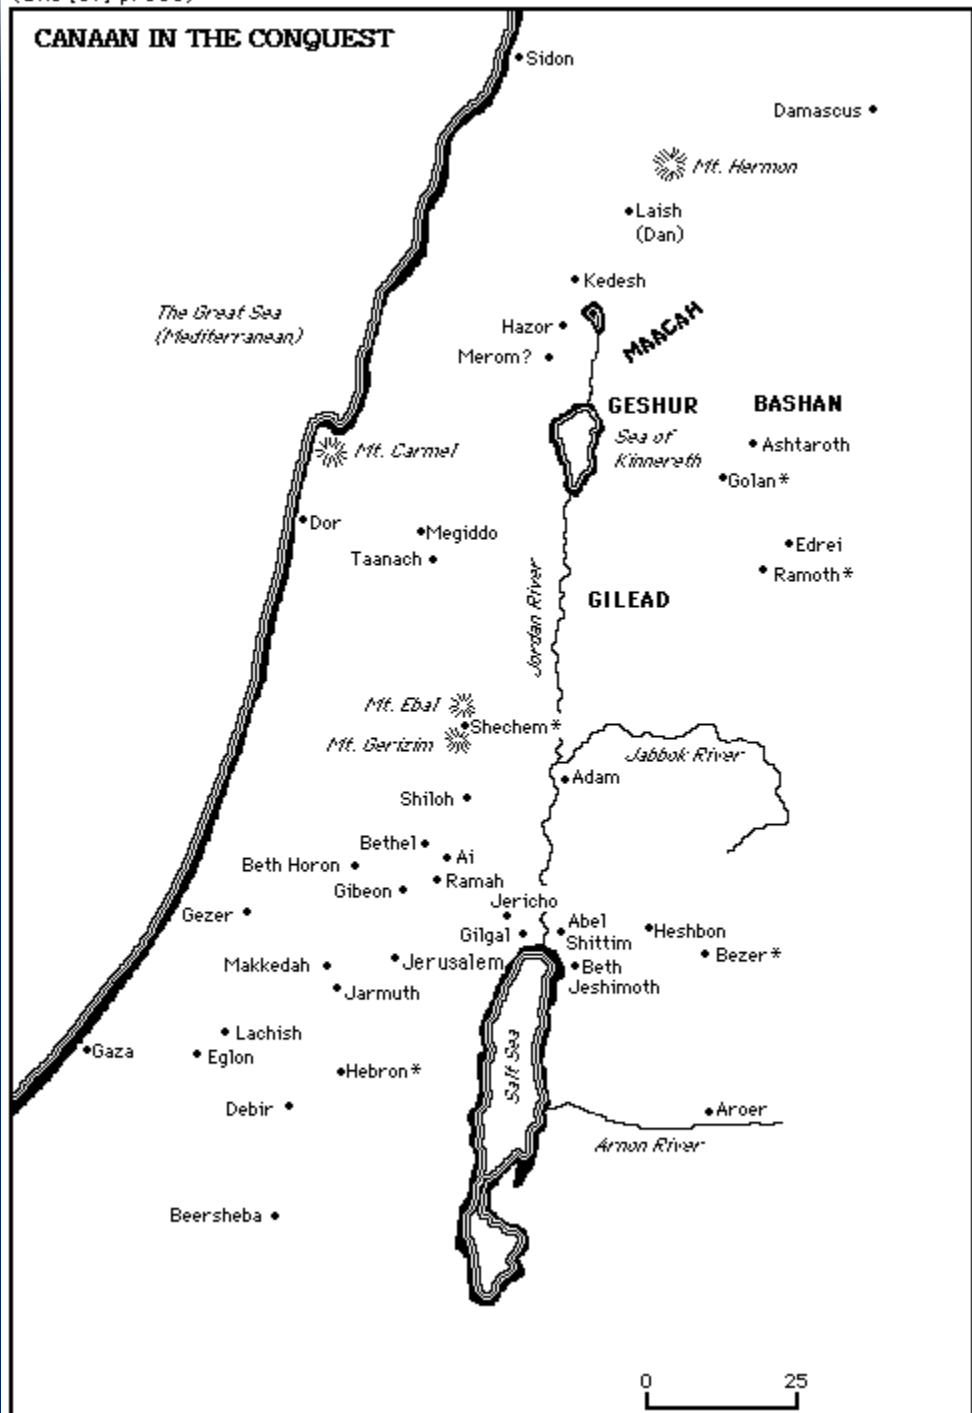 CANAAN IN THE CONQUEST
Sidon
Damascus
Mt. Hermon
Laish
(Dan)
Kedesh
The Great Sea
(Mediterranean)
Hazor
MAACAH
Merom?
GESHUR
BASHAN
Sea of
Kinnereth
Ashtaroth
Mt. Carmel
Golan*
Dor
Megiddo
Taanach
Edrei
Ramoth*
Jordan River
GILEAD
Mt. Ebal
Shechem*
Mt. Gerizim
Jabbok River
Adam
Shiloh
Bethel
Ai
Beth Horon
Ramah
Gibeon
Jericho
Gezer
Gilgal
Abel
Shittim
Heshbon
Bezer*
Jerusalem
Makkedah
Beth
Jeshimoth
Jarmuth
Lachish
Gaza
Eglon
Hebron*
Salt Sea
Debir
Aroer
Arnon River
Beersheba
0 25